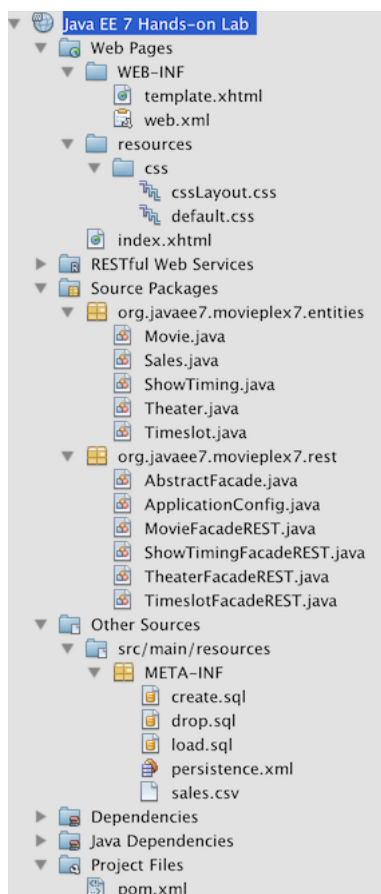 Java EE 7 Hands-on Lab
Web Pages
WEB-INF
template.xhtml
web.xml
resources
css
cssLayout.css
default.css
index.xhtml
RESTful Web Services
Source Packages
org.javaee7.movieplex7.entities
Movie.java
Sales.java
ShowTiming.java
Theater.java
Timeslot.java
org.javaee7.movieplex7.rest
AbstractFacade.java
ApplicationConfig.java
MovieFacadeREST.java
ShowTimingFacadeREST.java
TheaterFacadeREST.java
TimeslotFacadeREST.java
Other Sources
src/main/resources
META-INF
create.sql
drop.sql
load.sql
persistence.xml
sales.csv
Dependencies
Java Dependencies
Project Files
pom.xml